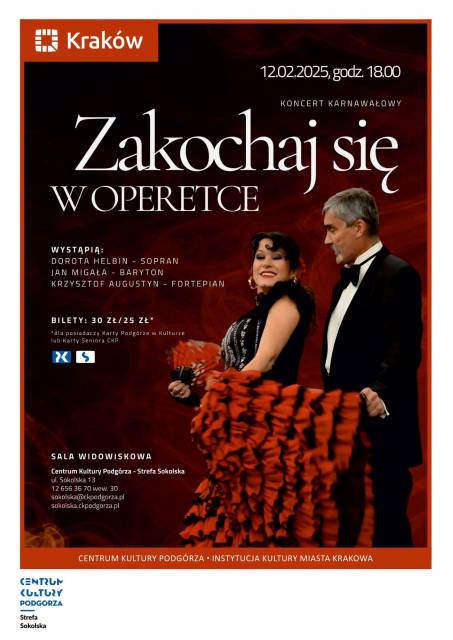 Kraków
12.02.2025, godz. 18.00
KONCERT KARNAWAŁOWY
Zakochaj się
W OPERETCE
WYSTĄPIĄ:
DOROTA HELBIN - SOPRAN
JAN MIGAŁA - BARYTON
KRZYSZTOF AUGUSTYN - FORTEPIAN
BILETY: 30 ZŁ/25 ZŁ*
*dla posiadaczy Karty Podgórze w Kulturze
lub Karty Seniora CKP
SALA WIDOWISKOWA
Centrum Kultury Podgórza - Strefa Sokolska
ul. Sokolska 13
12 656 36 70 wew. 30
sokolska@ckpodgorza.pl
sokolska.ckpodgorza.pl
CENTRUM KULTURY PODGÓRZA • INSTYTUCJA KULTURY MIASTA KRAKOWA
CENTRUM
KULTURY
PODGORZA
Strefa
Sokolska